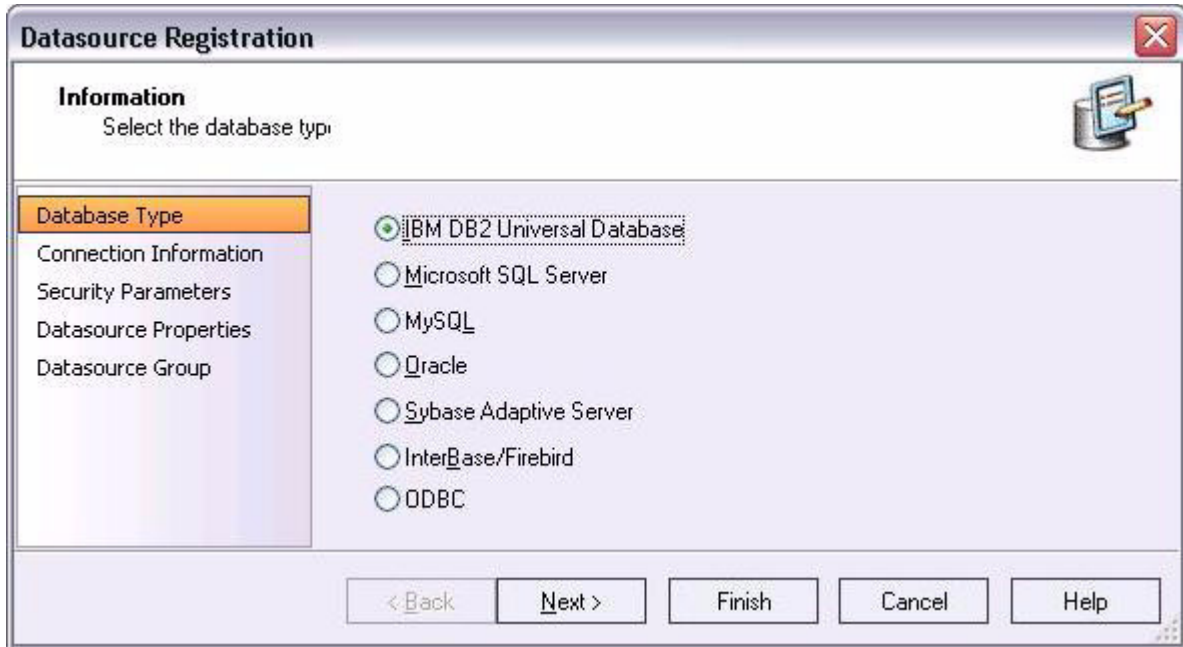 Datasource Registration
Information
Select the database typ
Database Type
Connection Information
Security Parameters
Datasource Properties
Datasource Group
IBM DB2 Universal Database
Microsoft SQL Server
MySQL
Oracle
Sybase Adaptive Server
InterBase/Firebird
ODBC
< Back
Next >
Finish
Cancel
Help